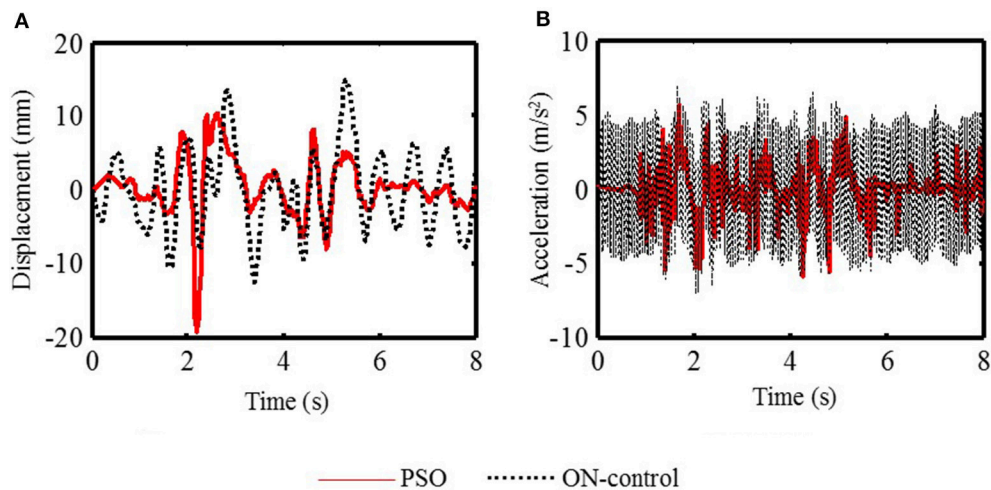 A
Displacement (mm)
20
10
0
-10
-20
0
2
4
6
8
Time (s)
B
Acceleration (m/s²)
10
5
0
-5
-10
0
2
4
6
8
Time (s)
PSO
ON-control